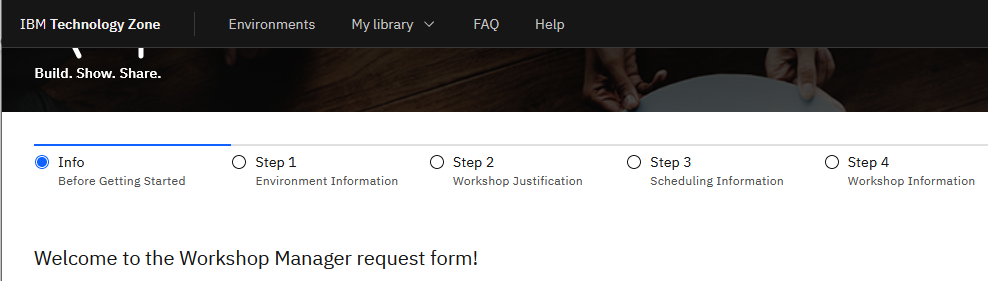 IBM Technology Zone Environments My library FAQ Help
Build. Show. Share.
Info Step 1 Step 2 Step 3 Step 4
Before Getting Started Environment Information Workshop Justification Scheduling Information Workshop Information
Welcome to the Workshop Manager request form!